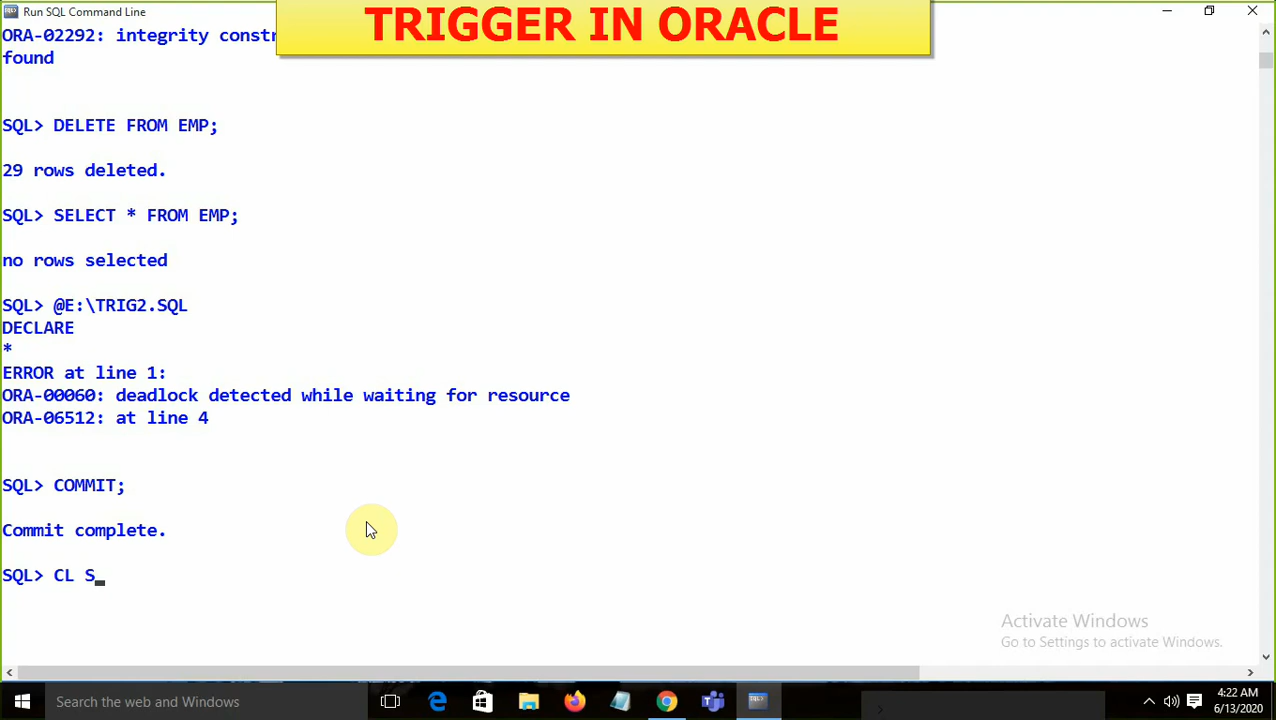 Run SQL Command Line
TRIGGER IN ORACLE
ORA-02292: integrity constr
found
SQL> DELETE FROM EMP;
29 rows deleted.
SQL> SELECT * FROM EMP;
no rows selected
SQL> @E:\TRIG2.SQL
DECLARE
*
ERROR at line 1:
ORA-00060: deadlock detected while waiting for resource
ORA-06512: at line 4
SQL> COMMIT;
Commit complete.
SQL> CL S_
Activate Windows
Go to Settings to activate Windows.
Search the web and Windows
4:22 AM
6/13/2020